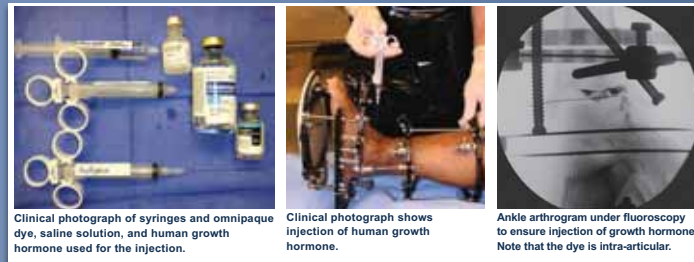 Clinical photograph of syringes and omnipaque
dye, saline solution, and human growth
hormone used for the injection.
Clinical photograph shows
injection of human growth
hormone.
Ankle arthrogram under fluoroscopy
to ensure injection of growth hormone.
Note that the dye is intra-articular.